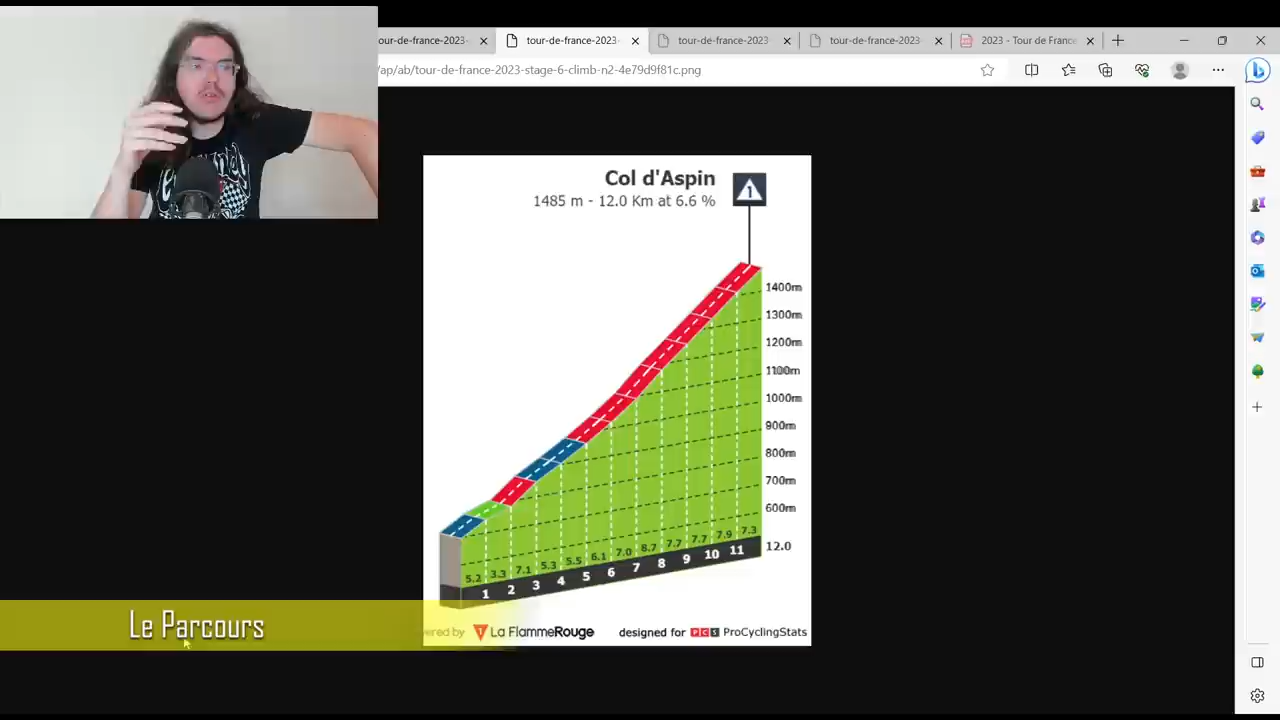 tour-de-france-2023-
tour-de-france-2023-
tour-de-france-2023
tour-de-france-2023
2023 - Tour de France
/ap/ab/tour-de-france-2023-stage-6-climb-n2-4e79d9f81c.png
Col d'Aspin
1485 m - 12.0 Km at 6.6 %
1
1400m
1300m
1200m
1100m
1000m
900m
800m
700m
600m
12.0
5.2 3.3 7.1 5.3 5.5 6.1 7.0 8.7 7.7 7.7 7.9 7.3
1 2 3 4 5 6 7 8 9 10 11
Le Parcours
ered by La FlammeRouge designed for PCS ProCyclingStats